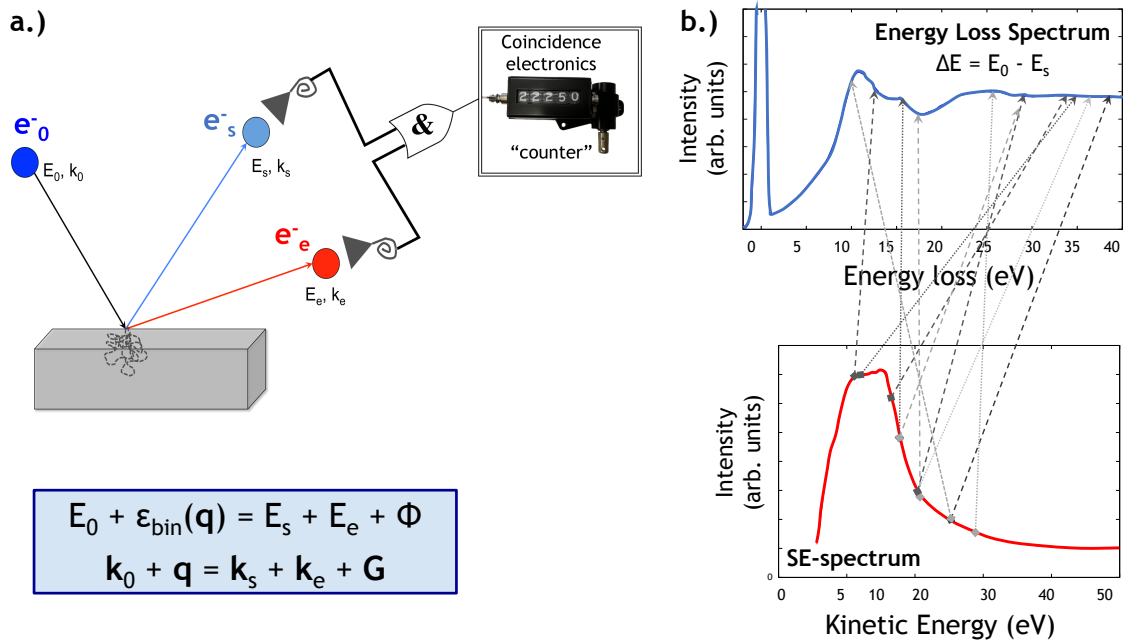 a.)
e⁻₀
E₀, k₀
e⁻ₛ
Eₛ, kₛ
e⁻ₑ
Eₑ, kₑ
&
Coincidence
electronics
22250
“counter”
E₀ + ε_bin(q) = Eₛ + Eₑ + Φ
k₀ + q = kₛ + kₑ + G
b.)
Energy Loss Spectrum
ΔE = E₀ - Eₛ
Intensity
(arb. units)
0 5 10 15 20 25 30 35 40
Energy loss (eV)
Intensity
(arb. units)
SE-spectrum
0
0 5 10 20 30 40 50
Kinetic Energy (eV)